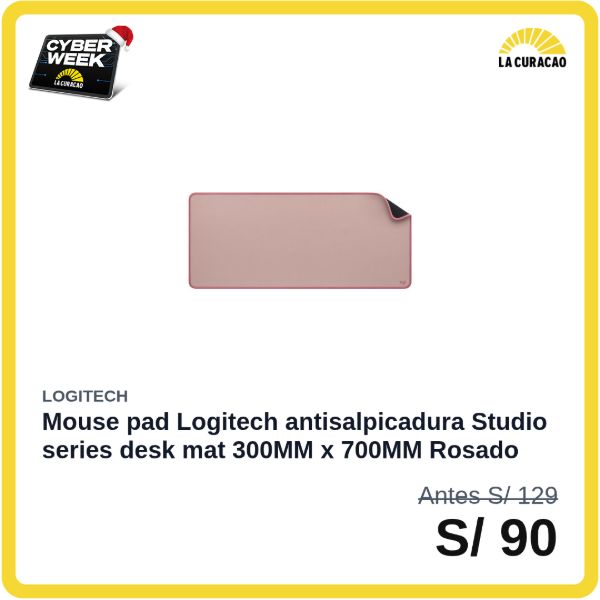 CYBER
WEEK
LA CURACAO
LA CURACAO
LOGITECH
Mouse pad Logitech antisalpicadura Studio
series desk mat 300MM x 700MM Rosado
Antes S/ 129
S/ 90